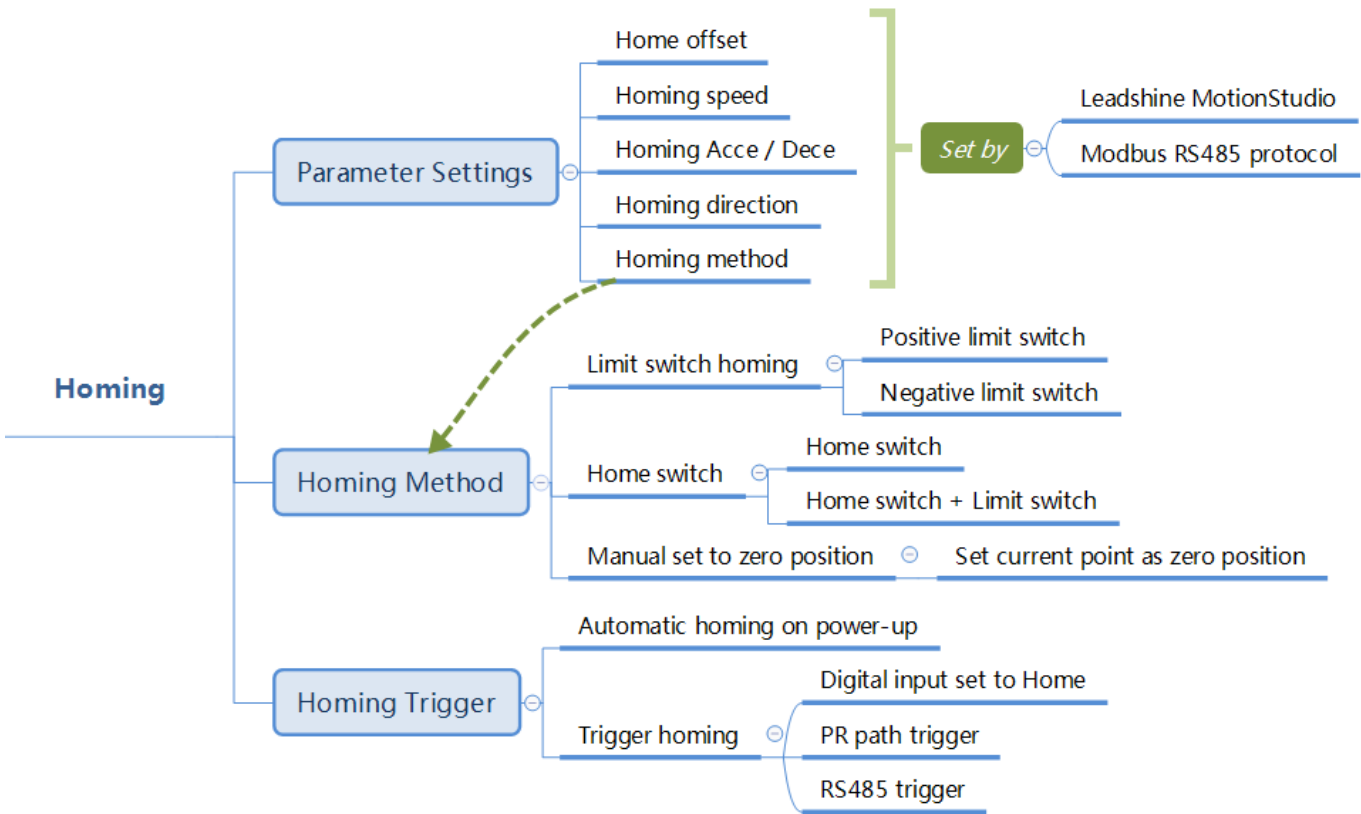 Homing
Parameter Settings
Home offset
Homing speed
Homing Acce / Dece
Homing direction
Homing method
Set by
Leadshine MotionStudio
Modbus RS485 protocol
Homing Method
Limit switch homing
Positive limit switch
Negative limit switch
Home switch
Home switch
Home switch + Limit switch
Manual set to zero position
Set current point as zero position
Homing Trigger
Automatic homing on power-up
Trigger homing
Digital input set to Home
PR path trigger
RS485 trigger